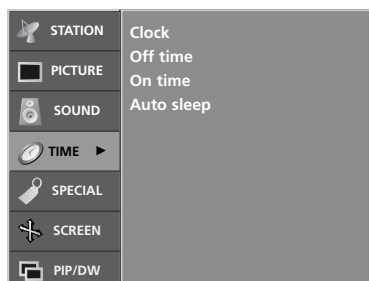 STATION
PICTURE
SOUND
TIME ►
SPECIAL
SCREEN
PIP/DW
Clock
Off time
On time
Auto sleep